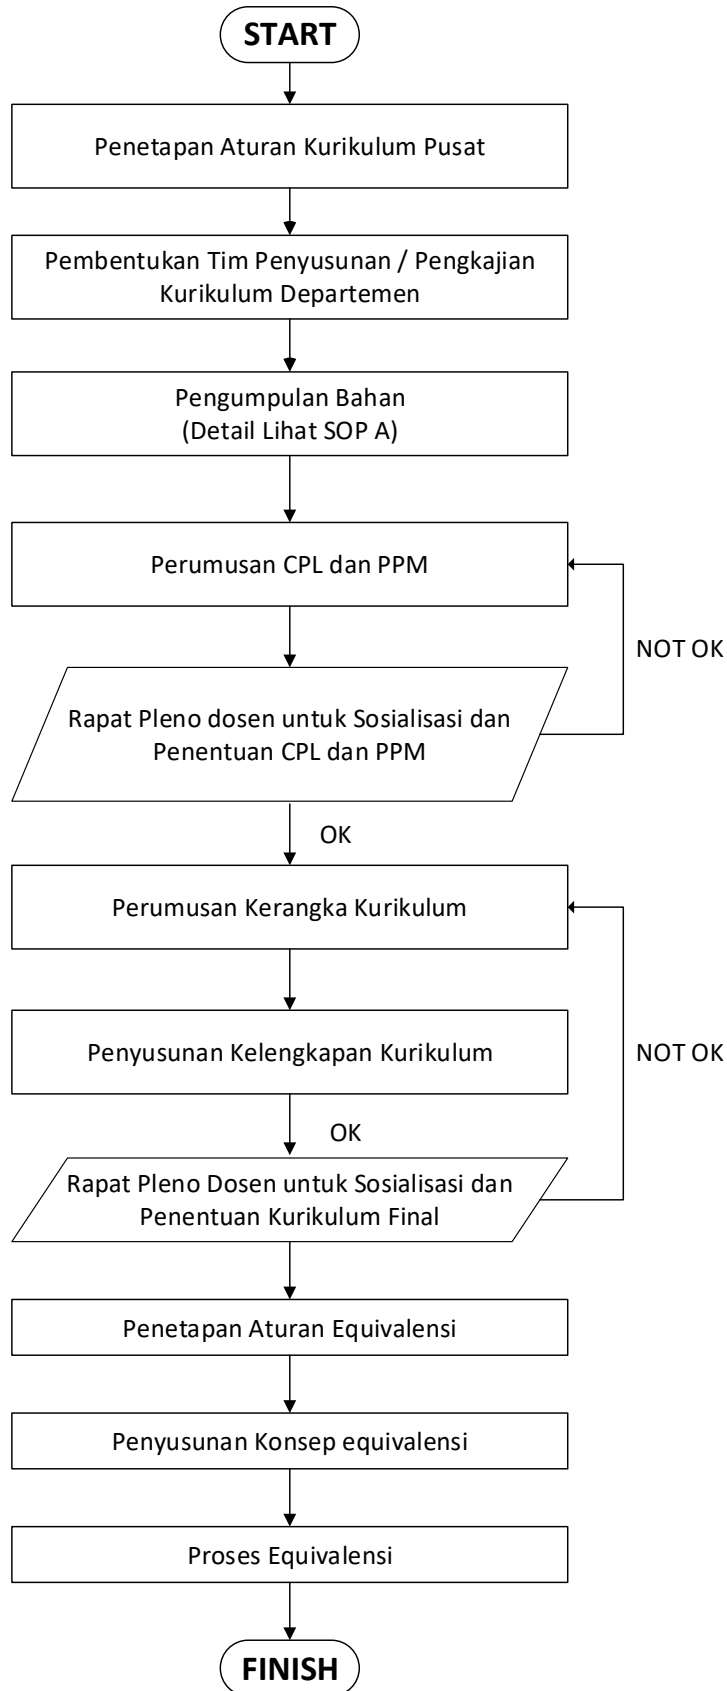 START
Penetapan Aturan Kurikulum Pusat
Pembentukan Tim Penyusunan / Pengkajian
Kurikulum Departemen
Pengumpulan Bahan
(Detail Lihat SOP A)
Perumusan CPL dan PPM
NOT OK
Rapat Pleno dosen untuk Sosialisasi dan
Penentuan CPL dan PPM
OK
Perumusan Kerangka Kurikulum
Penyusunan Kelengkapan Kurikulum
NOT OK
OK
Rapat Pleno Dosen untuk Sosialisasi dan
Penentuan Kurikulum Final
Penetapan Aturan Equivalensi
Penyusunan Konsep equivalensi
Proses Equivalensi
FINISH